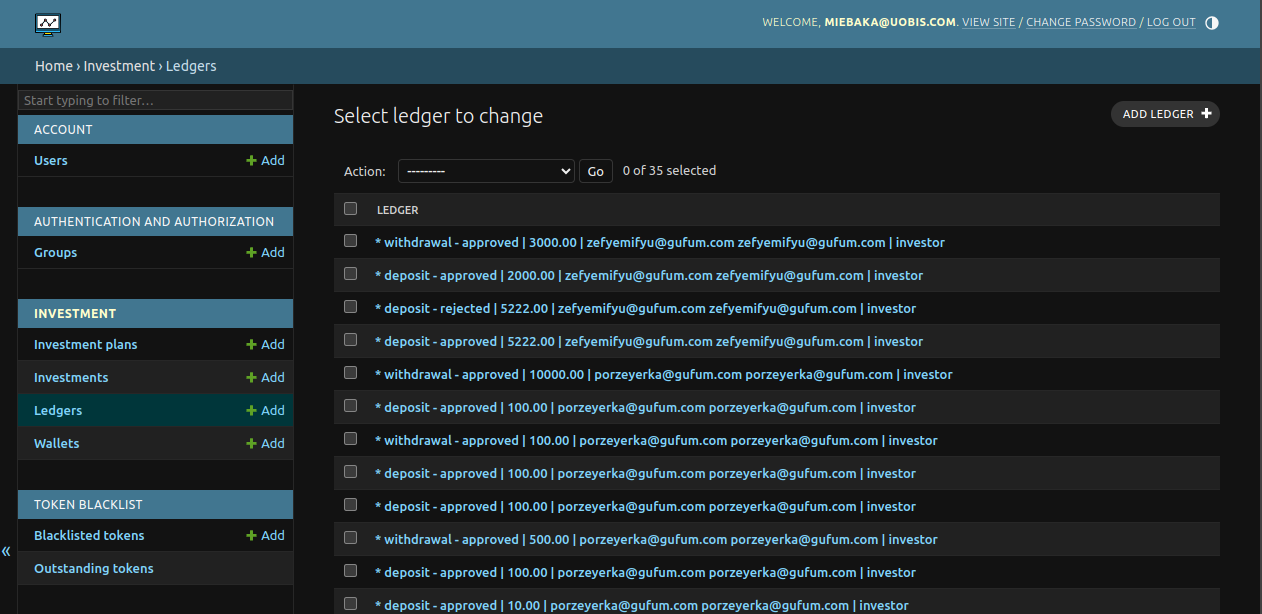 WELCOME, MIEBAKA@UOBIS.COM. VIEW SITE / CHANGE PASSWORD / LOG OUT
Home › Investment › Ledgers
Start typing to filter...
ACCOUNT
Users + Add
AUTHENTICATION AND AUTHORIZATION
Groups + Add
INVESTMENT
Investment plans + Add
Investments + Add
Ledgers + Add
Wallets + Add
TOKEN BLACKLIST
Blacklisted tokens + Add
Outstanding tokens
«
Select ledger to change
ADD LEDGER +
Action: --------- Go 0 of 35 selected
LEDGER
* withdrawal - approved | 3000.00 | zefyemifyu@gufum.com zefyemifyu@gufum.com | investor
* deposit - approved | 2000.00 | zefyemifyu@gufum.com zefyemifyu@gufum.com | investor
* deposit - rejected | 5222.00 | zefyemifyu@gufum.com zefyemifyu@gufum.com | investor
* deposit - approved | 5222.00 | zefyemifyu@gufum.com zefyemifyu@gufum.com | investor
* withdrawal - approved | 10000.00 | porzeyerka@gufum.com porzeyerka@gufum.com | investor
* deposit - approved | 100.00 | porzeyerka@gufum.com porzeyerka@gufum.com | investor
* withdrawal - approved | 100.00 | porzeyerka@gufum.com porzeyerka@gufum.com | investor
* deposit - approved | 100.00 | porzeyerka@gufum.com porzeyerka@gufum.com | investor
* deposit - approved | 100.00 | porzeyerka@gufum.com porzeyerka@gufum.com | investor
* withdrawal - approved | 500.00 | porzeyerka@gufum.com porzeyerka@gufum.com | investor
* deposit - approved | 100.00 | porzeyerka@gufum.com porzeyerka@gufum.com | investor
* deposit - approved | 10.00 | porzeyerka@gufum.com porzeyerka@gufum.com | investor